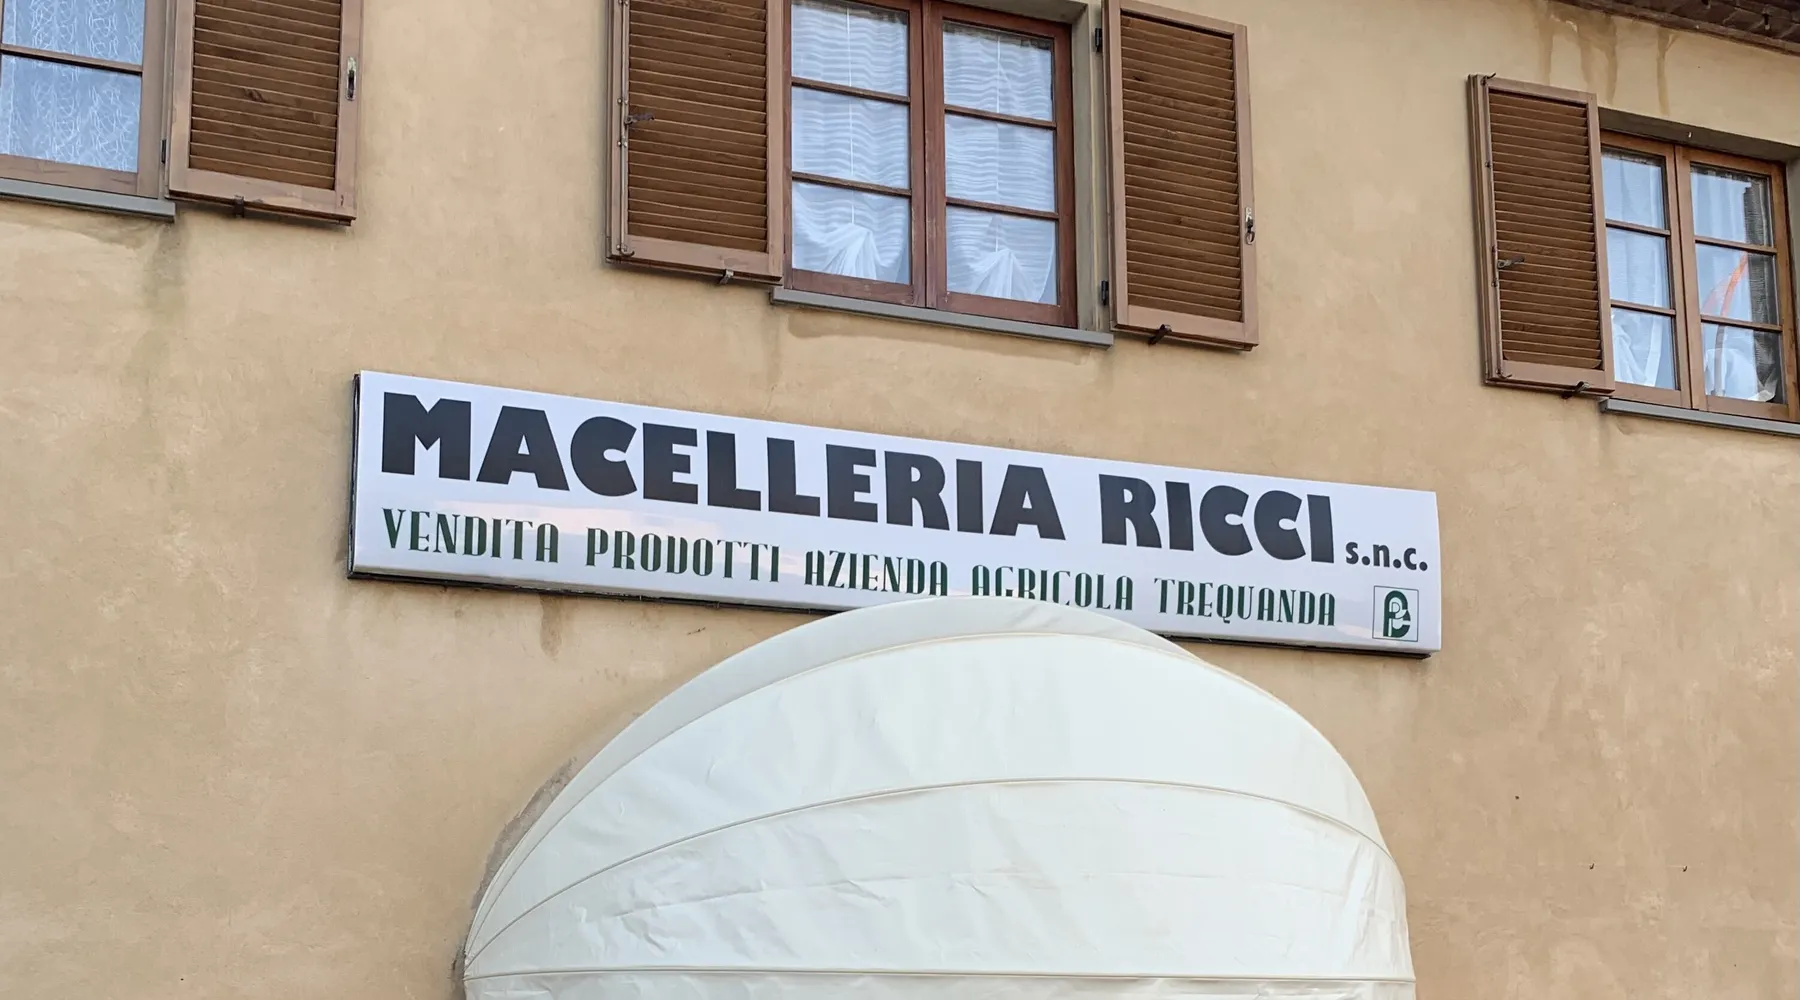 MACELLERIA RICCI s.n.c.
VENDITA PRODOTTI AZIENDA AGRICOLA TREQUANDA